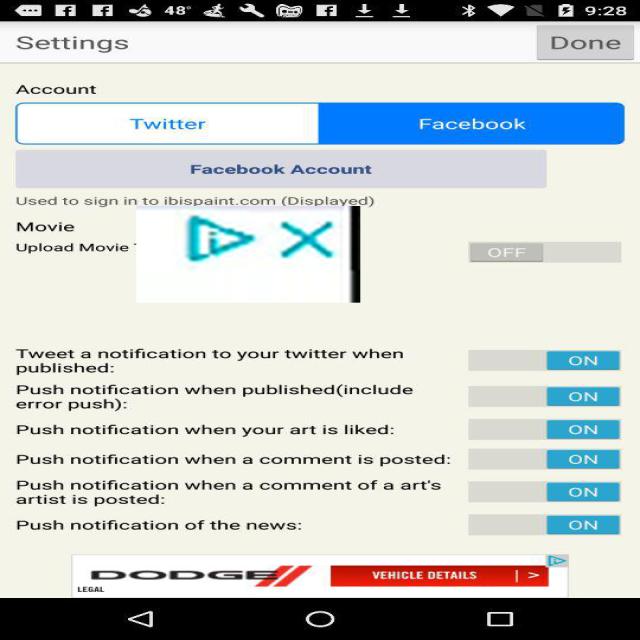 48°
9:28
Settings
Done
Account
Twitter
Facebook
Facebook Account
Used to sign in to ibispaint.com (Displayed)
Movie
Upload Movie
OFF
Tweet a notification to your twitter when
published:
ON
Push notification when published(include
error push):
ON
Push notification when your art is liked:
ON
Push notification when a comment is posted:
ON
Push notification when a comment of a art's
artist is posted:
ON
Push notification of the news:
ON
DODGE
VEHICLE DETAILS | >
LEGAL